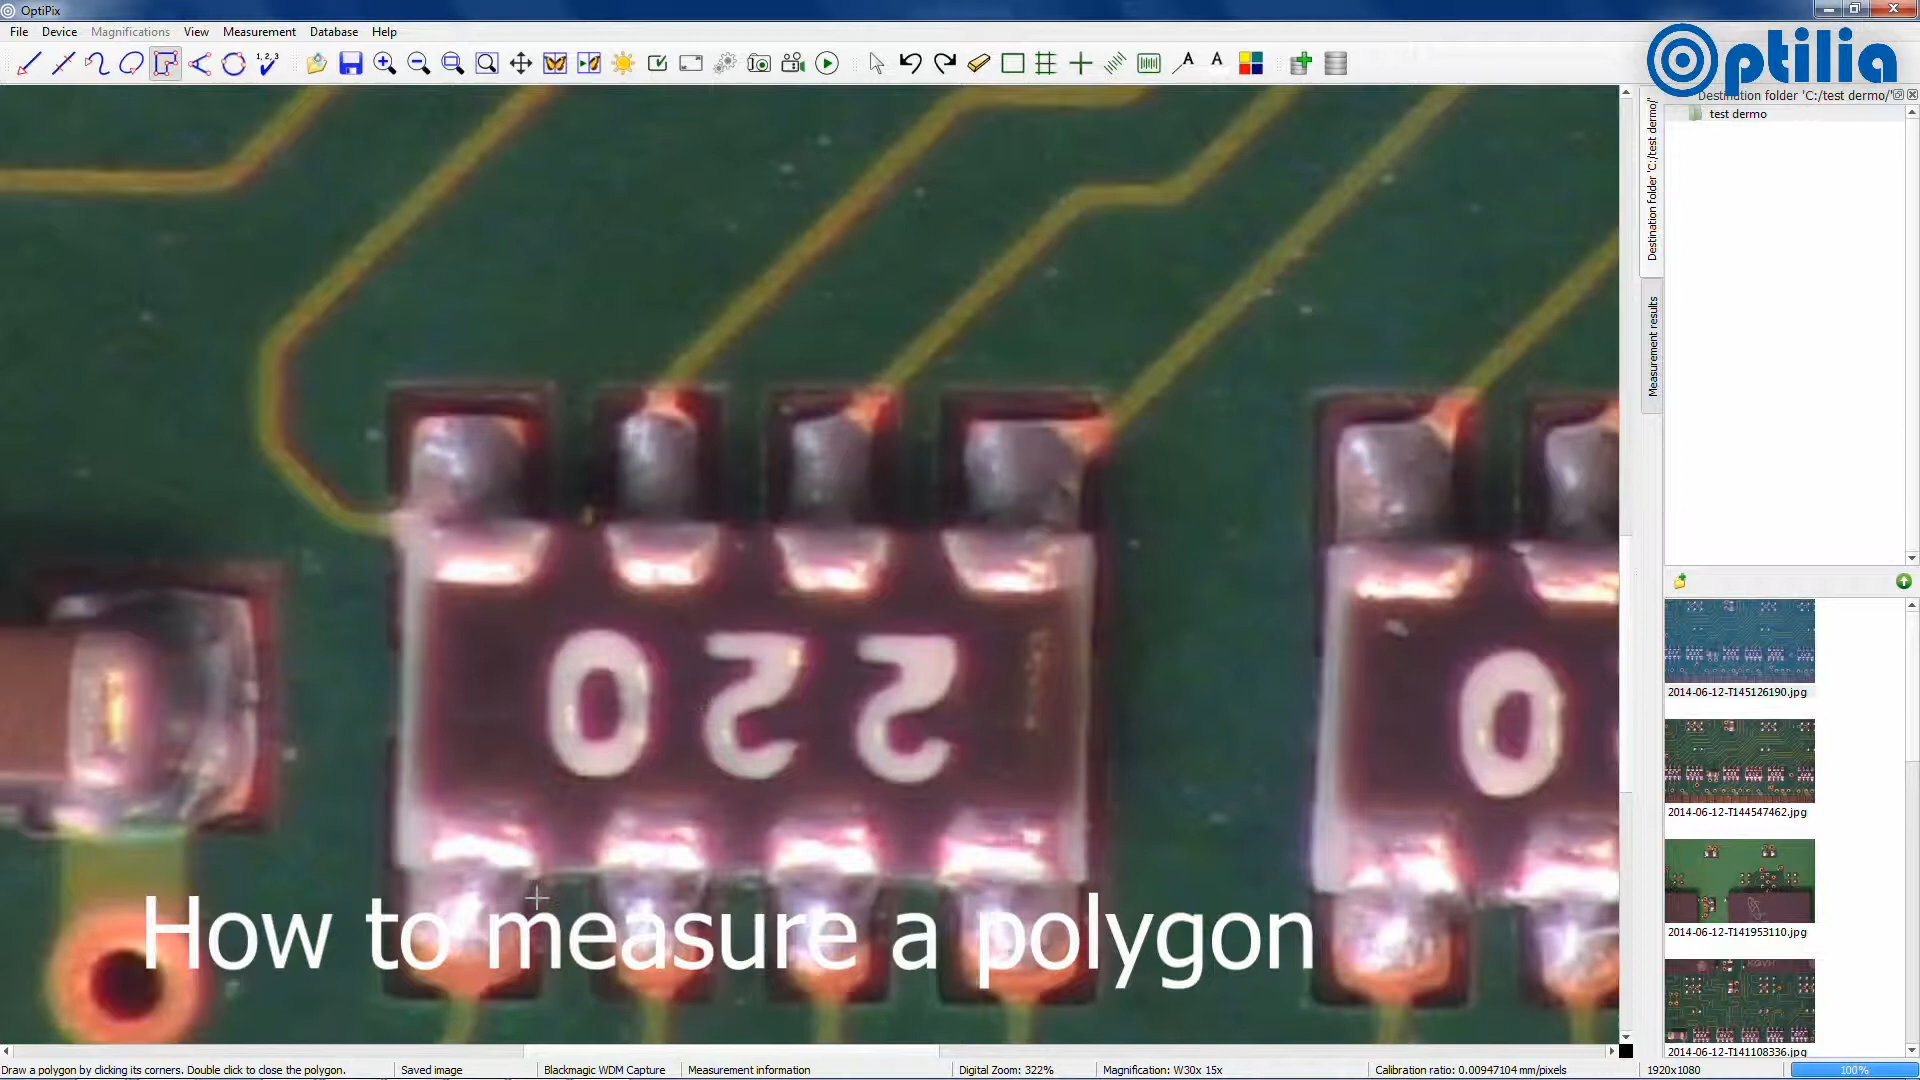 OptiPix
File Device Magnifications View Measurement Database Help
1,2,3
A A
Optilia
Destination folder 'C:/test dermo/'
test dermo
Destination folder 'C:/test dermo/'
Measurement results
220
0
2014-06-12-T145126190.jpg
2014-06-12-T144547462.jpg
2014-06-12-T141953110.jpg
2014-06-12-T141108336.jpg
How to measure a polygon
Draw a polygon by clicking its corners. Double click to close the polygon. Saved image Blackmagic WDM Capture Measurement information Digital Zoom: 322% Magnification: W30x 15x Calibration ratio: 0.00947104 mm/pixels 1920x1080 100%